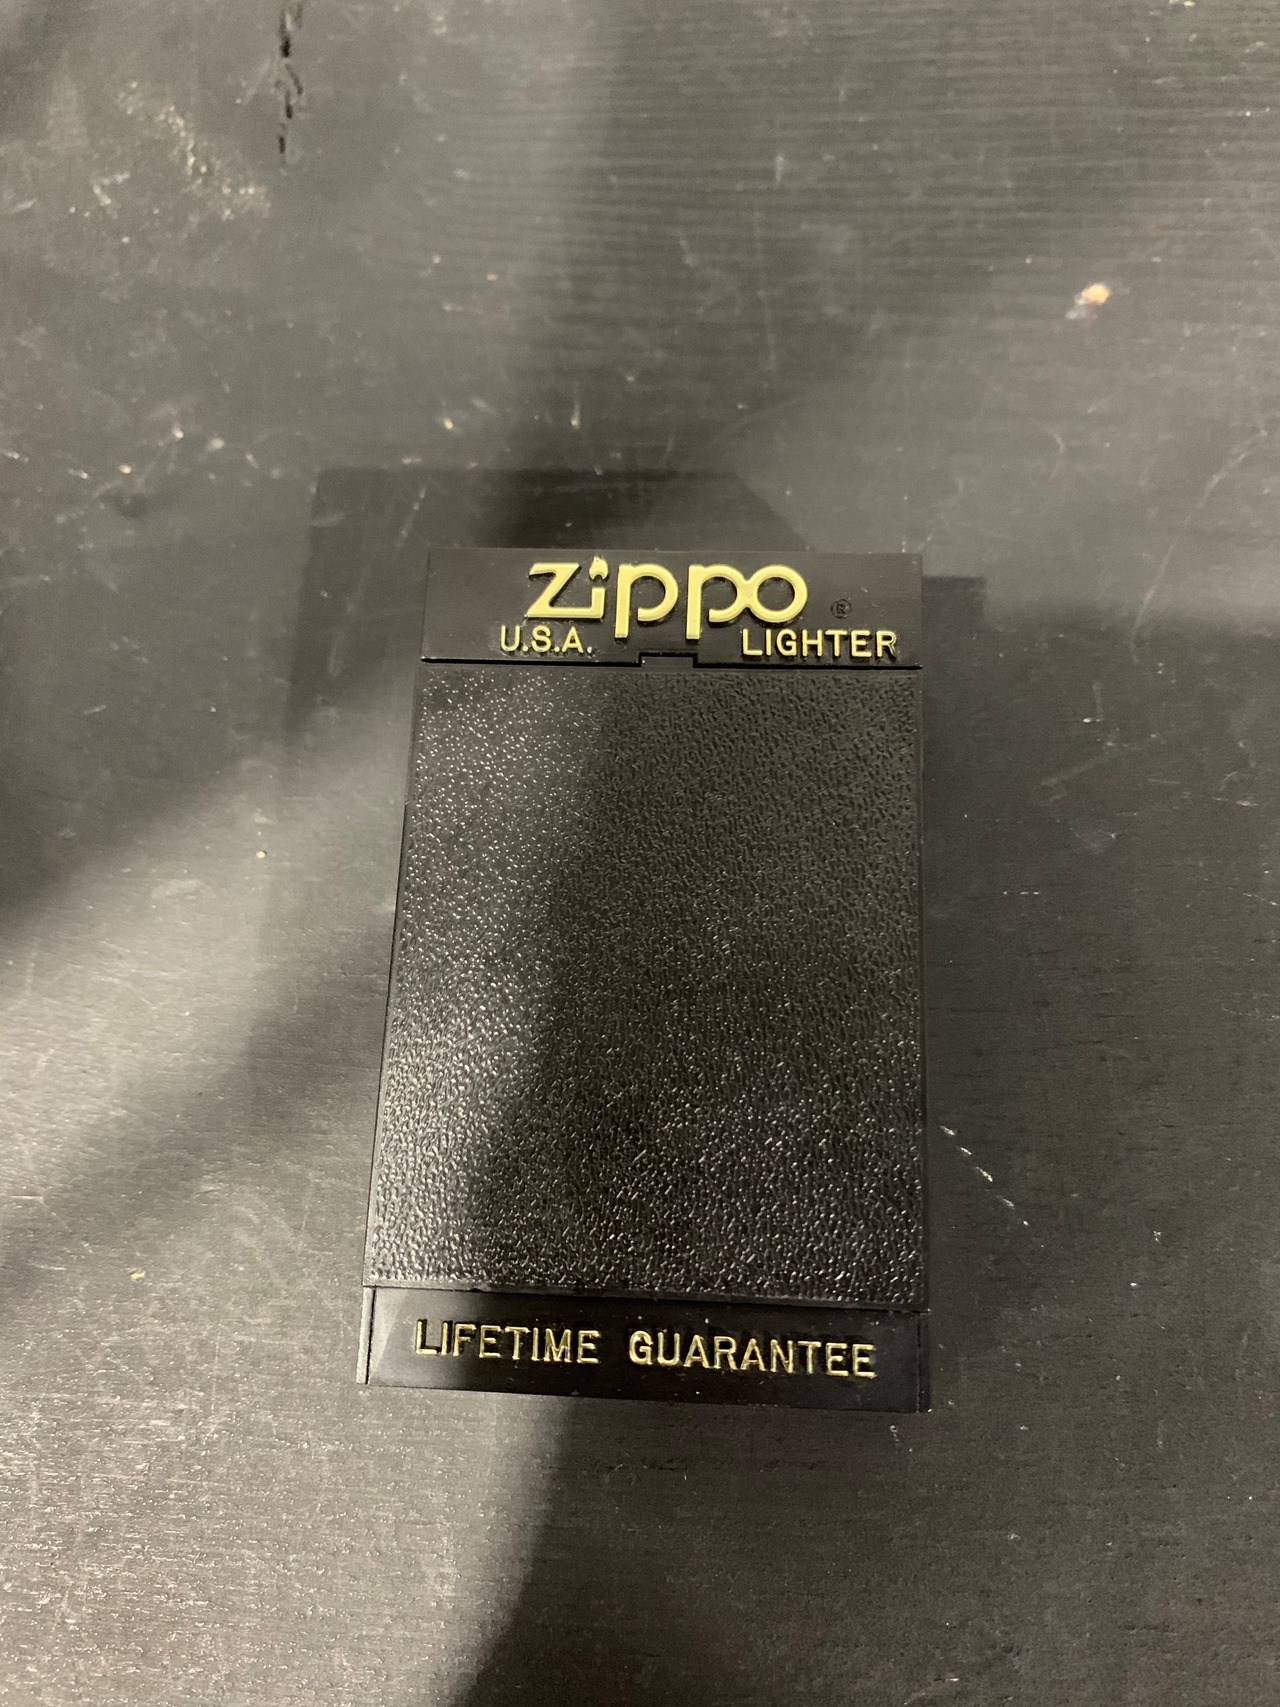 zippo ®
U.S.A. LIGHTER
LIFETIME GUARANTEE